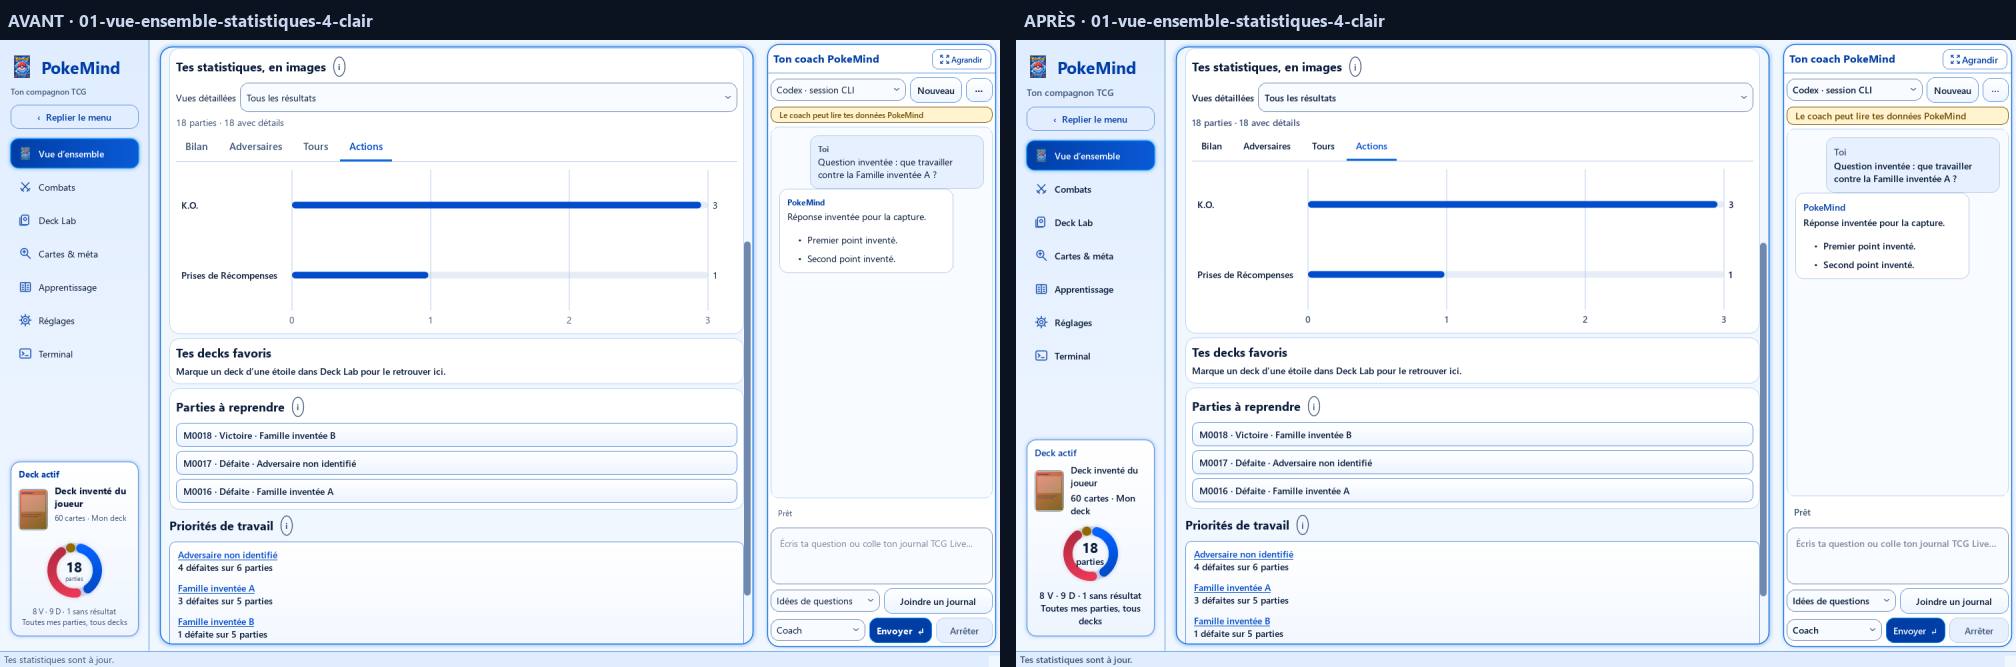 AVANT · 01-vue-ensemble-statistiques-4-clair
PokeMind
Ton compagnon TCG
‹ Replier le menu
Vue d'ensemble
Combats
Deck Lab
Cartes & méta
Apprentissage
Réglages
Terminal
Deck actif
Deck inventé du
joueur
60 cartes · Mon deck
18
parties
8 V · 9 D · 1 sans résultat
Toutes mes parties, tous decks
Tes statistiques, en images i
Vues détaillées Tous les résultats
18 parties · 18 avec détails
Bilan Adversaires Tours Actions
K.O. 3
Prises de Récompenses 1
0 1 2 3
Tes decks favoris
Marque un deck d'une étoile dans Deck Lab pour le retrouver ici.
Parties à reprendre i
M0018 · Victoire · Famille inventée B
M0017 · Défaite · Adversaire non identifié
M0016 · Défaite · Famille inventée A
Priorités de travail i
Adversaire non identifié
4 défaites sur 6 parties
Famille inventée A
3 défaites sur 5 parties
Famille inventée B
1 défaite sur 5 parties
Ton coach PokeMind Agrandir
Codex · session CLI Nouveau ...
Le coach peut lire tes données PokeMind
Toi
Question inventée : que travailler
contre la Famille inventée A ?
PokeMind
Réponse inventée pour la capture.
• Premier point inventé.
• Second point inventé.
Prêt
Écris ta question ou colle ton journal TCG Live...
Idées de questions Joindre un journal
Coach Envoyer ↲ Arrêter
Tes statistiques sont à jour.
APRÈS · 01-vue-ensemble-statistiques-4-clair
PokeMind
Ton compagnon TCG
‹ Replier le menu
Vue d'ensemble
Combats
Deck Lab
Cartes & méta
Apprentissage
Réglages
Terminal
Deck actif
Deck inventé du
joueur
60 cartes · Mon
deck
18
parties
8 V · 9 D · 1 sans résultat
Toutes mes parties, tous
decks
Tes statistiques, en images i
Vues détaillées Tous les résultats
18 parties · 18 avec détails
Bilan Adversaires Tours Actions
K.O. 3
Prises de Récompenses 1
0 1 2 3
Tes decks favoris
Marque un deck d'une étoile dans Deck Lab pour le retrouver ici.
Parties à reprendre i
M0018 · Victoire · Famille inventée B
M0017 · Défaite · Adversaire non identifié
M0016 · Défaite · Famille inventée A
Priorités de travail i
Adversaire non identifié
4 défaites sur 6 parties
Famille inventée A
3 défaites sur 5 parties
Famille inventée B
1 défaite sur 5 parties
Ton coach PokeMind Agrandir
Codex · session CLI Nouveau ...
Le coach peut lire tes données PokeMind
Toi
Question inventée : que travailler
contre la Famille inventée A ?
PokeMind
Réponse inventée pour la capture.
• Premier point inventé.
• Second point inventé.
Prêt
Écris ta question ou colle ton journal TCG Live...
Idées de questions Joindre un journal
Coach Envoyer ↲ Arrêter
Tes statistiques sont à jour.